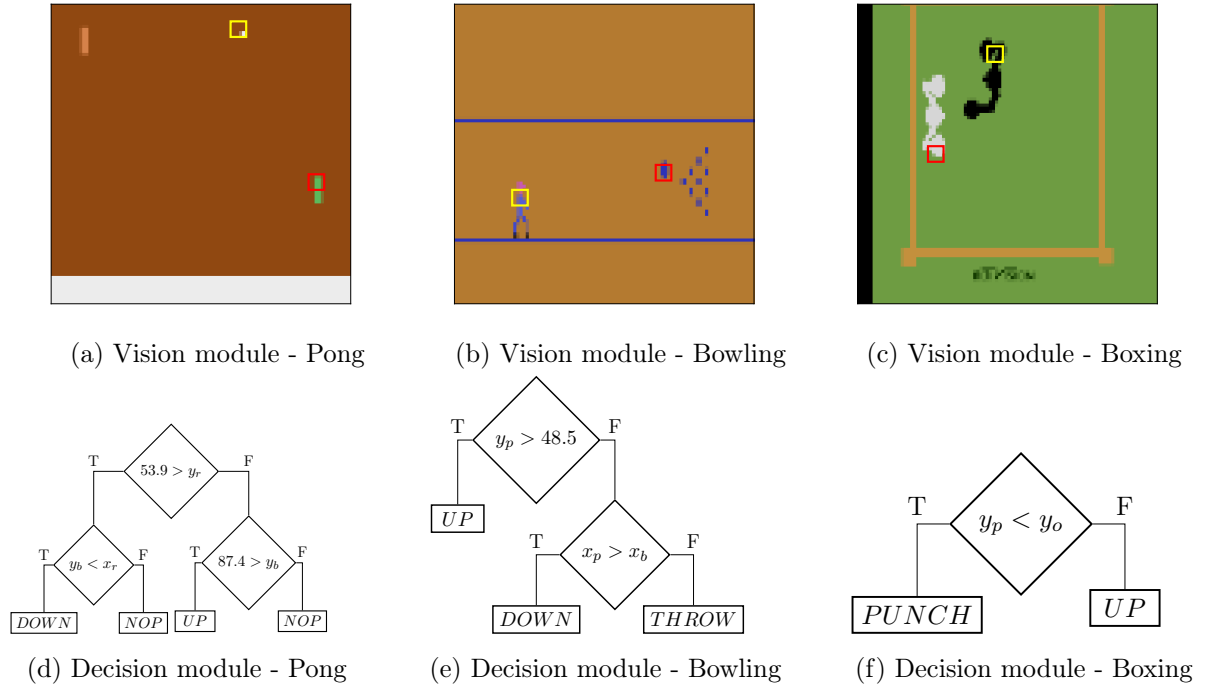 (a) Vision module - Pong
(b) Vision module - Bowling
(c) Vision module - Boxing
T
53.9 > y_r
F
T
y_b < x_r
F
T
87.4 > y_b
F
DOWN
NOP
UP
NOP
T
y_p > 48.5
F
UP
T
x_p > x_b
F
DOWN
THROW
T
y_p < y_o
F
PUNCH
UP
(d) Decision module - Pong
(e) Decision module - Bowling
(f) Decision module - Boxing